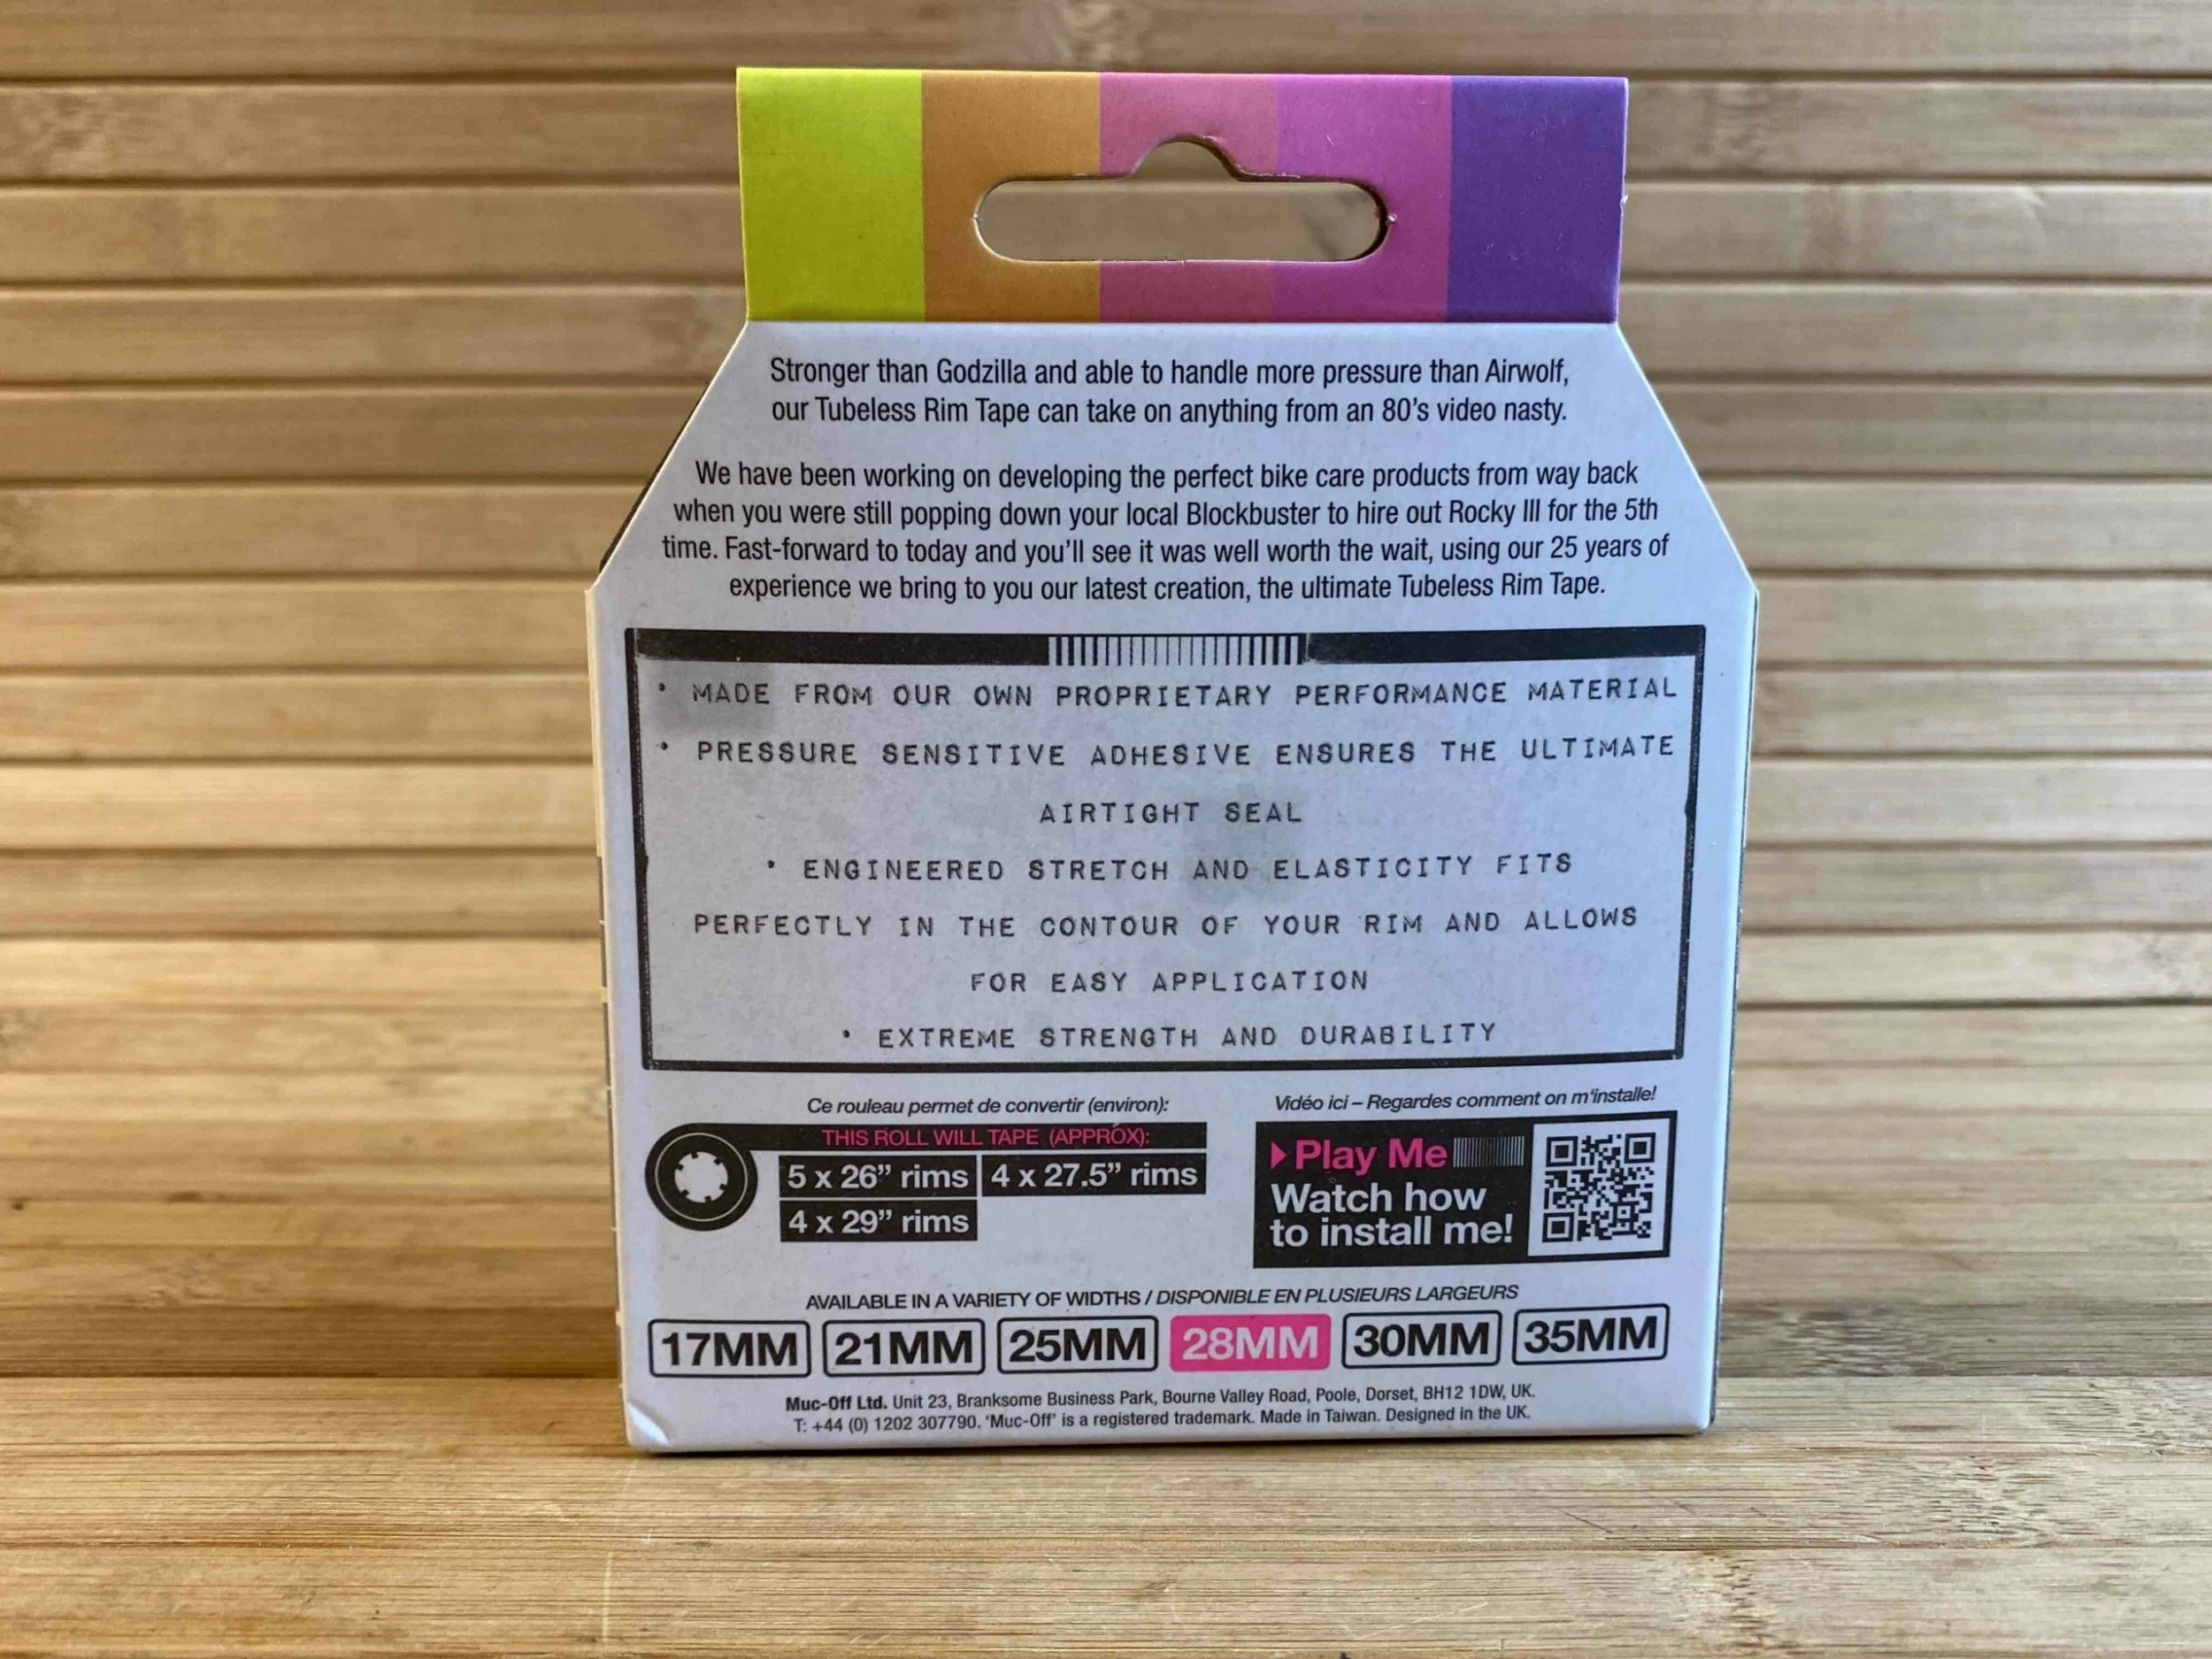 Stronger than Godzilla and able to handle more pressure than Airwolf,
our Tubeless Rim Tape can take on anything from an 80's video nasty.
We have been working on developing the perfect bike care products from way back
when you were still popping down your local Blockbuster to hire out Rocky III for the 5th
time. Fast-forward to today and you'll see it was well worth the wait, using our 25 years of
experience we bring to you our latest creation, the ultimate Tubeless Rim Tape.
• MADE FROM OUR OWN PROPRIETARY PERFORMANCE MATERIAL
• PRESSURE SENSITIVE ADHESIVE ENSURES THE ULTIMATE
AIRTIGHT SEAL
• ENGINEERED STRETCH AND ELASTICITY FITS
PERFECTLY IN THE CONTOUR OF YOUR RIM AND ALLOWS
FOR EASY APPLICATION
• EXTREME STRENGTH AND DURABILITY
Ce rouleau permet de convertir (environ):
THIS ROLL WILL TAPE (APPROX):
5 x 26” rims 4 x 27.5” rims
4 x 29” rims
Vidéo ici – Regardes comment on m'installe!
Play Me
Watch how
to install me!
AVAILABLE IN A VARIETY OF WIDTHS / DISPONIBLE EN PLUSIEURS LARGEURS
17MM 21MM 25MM 28MM 30MM 35MM
Muc-Off Ltd. Unit 23, Branksome Business Park, Bourne Valley Road, Poole, Dorset, BH12 1DW, UK.
T: +44 (0) 1202 307790. 'Muc-Off' is a registered trademark. Made in Taiwan. Designed in the UK.